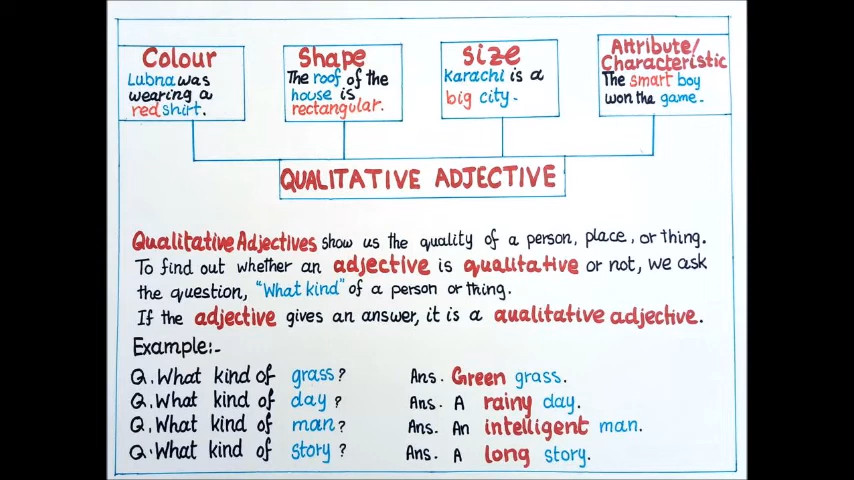 Colour
Lubna was
wearing a
red shirt.
Shape
The roof of the
house is
rectangular.
Size
Karachi is a
big city.
Attribute/
Characteristic
The smart boy
won the game.
QUALITATIVE ADJECTIVE
Qualitative Adjectives show us the quality of a person, place, or thing.
To find out whether an adjective is qualitative or not, we ask
the question, "What kind" of a person or thing.
If the adjective gives an answer, it is a qualitative adjective.
Example:-
Q. What kind of grass? Ans. Green grass.
Q. What kind of day? Ans. A rainy day.
Q. What kind of man? Ans. An intelligent man.
Q. What kind of story? Ans. A long story.